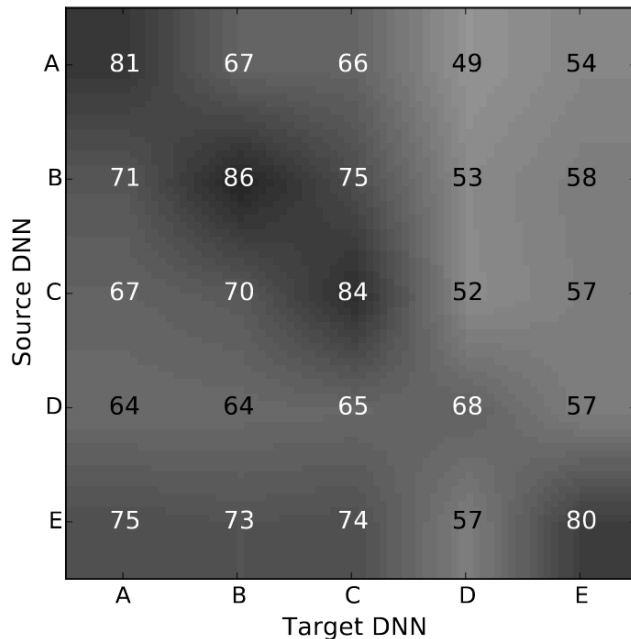 A 81 67 66 49 54
B 71 86 75 53 58
C 67 70 84 52 57
D 64 64 65 68 57
E 75 73 74 57 80
A B C D E
Source DNN
Target DNN